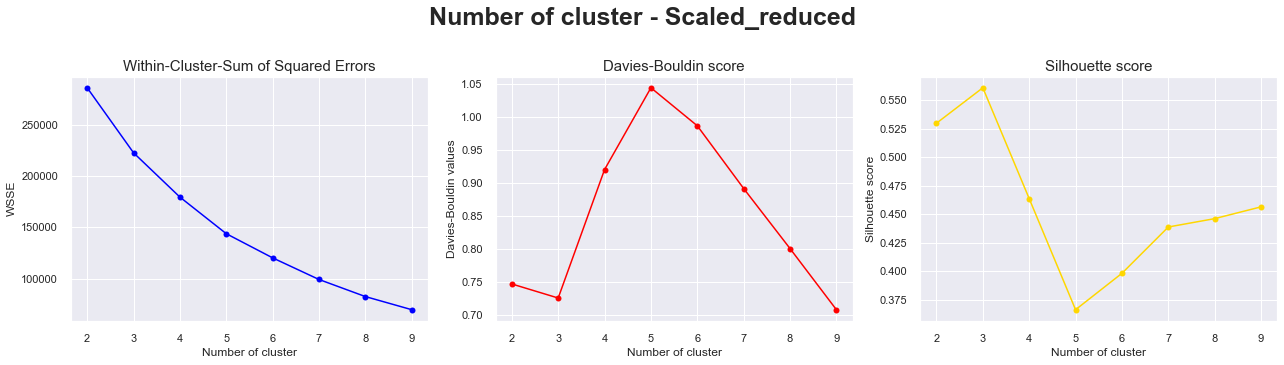 Number of cluster - Scaled_reduced
Within-Cluster-Sum of Squared Errors
WSSE
250000
200000
150000
100000
2 3 4 5 6 7 8 9
Number of cluster
Davies-Bouldin score
Davies-Bouldin values
1.05
1.00
0.95
0.90
0.85
0.80
0.75
0.70
2 3 4 5 6 7 8 9
Number of cluster
Silhouette score
Silhouette score
0.550
0.525
0.500
0.475
0.450
0.425
0.400
0.375
2 3 4 5 6 7 8 9
Number of cluster